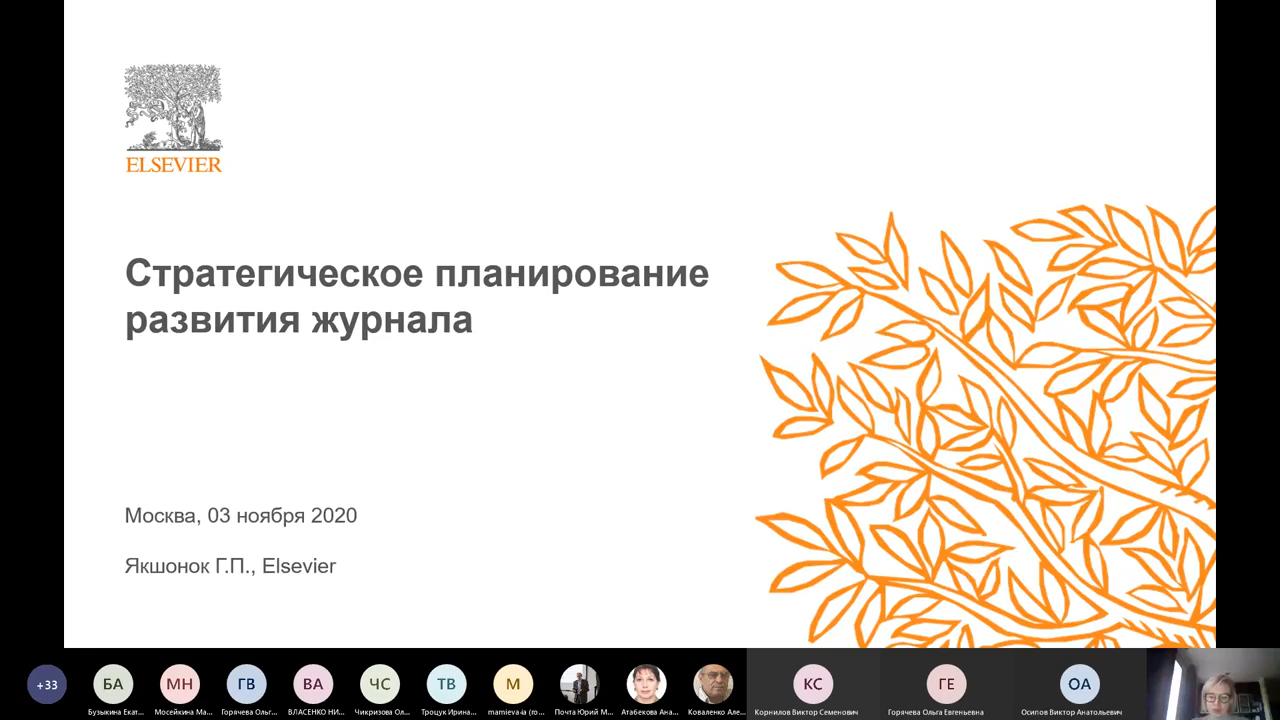 ELSEVIER
Стратегическое планирование
развития журнала
Москва, 03 ноября 2020
Якшонок Г.П., Elsevier
+33
БА
МН
ГВ
ВА
ЧС
ТВ
М
КС
ГЕ
ОА
Бузыкина Екат...
Мосейкина Ма...
Горячева Ольг...
ВЛАСЕНКО НИ...
Чикризова Ол...
Троцук Ирина...
mamieva-ia (ro...
Почта Юрий М...
Атабекова Ана...
Коваленко Але...
Корнилов Виктор Семенович
Горячева Ольга Евгеньевна
Осипов Виктор Анатольевич